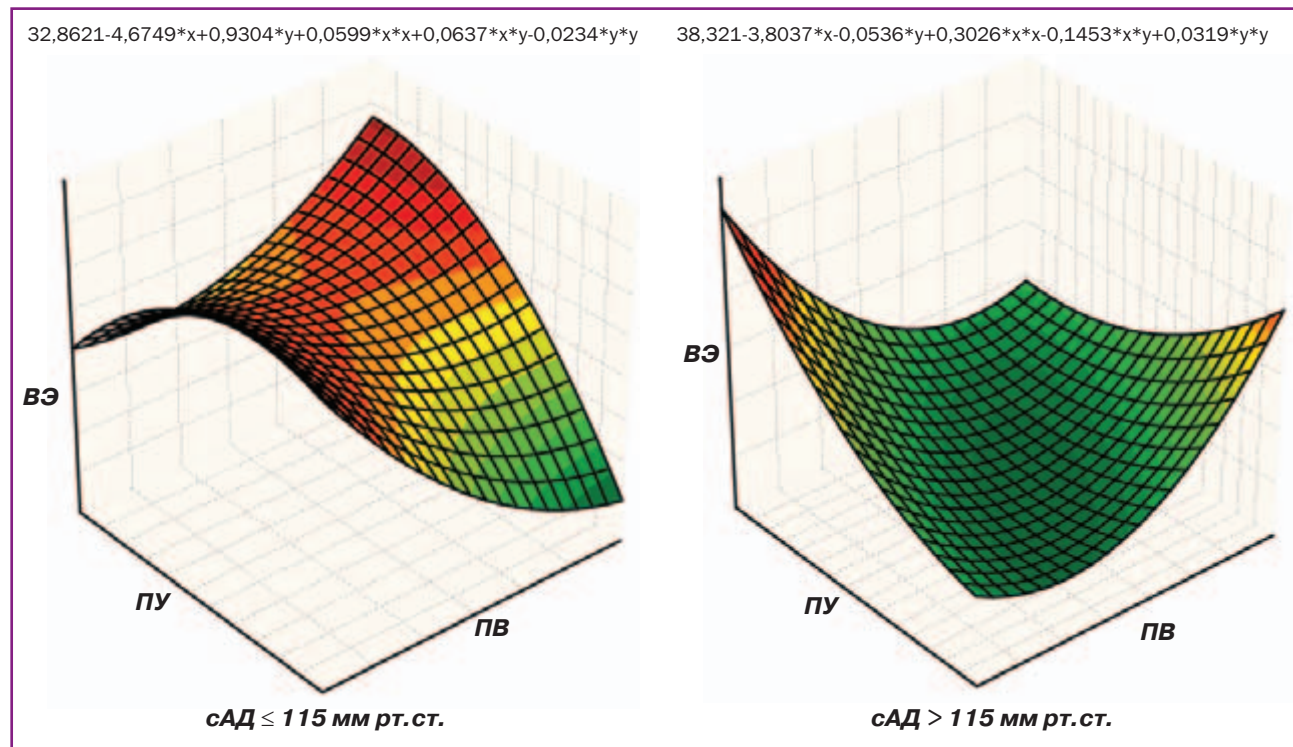 32,8621-4,6749*x+0,9304*y+0,0599*x*x+0,0637*x*y-0,0234*y*y
ВЭ
ПУ
ПВ
сАД ≤ 115 мм рт.ст.
38,321-3,8037*x-0,0536*y+0,3026*x*x-0,1453*x*y+0,0319*y*y
ВЭ
ПУ
ПВ
сАД > 115 мм рт.ст.